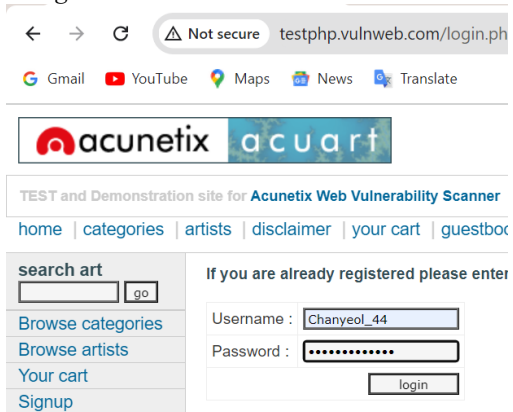 Not secure testphp.vulnweb.com/login.ph
Gmail YouTube Maps News Translate
acunetix acuart
TEST and Demonstration site for Acunetix Web Vulnerability Scanner
home categories artists disclaimer your cart guestboo
search art
go
Browse categories
Browse artists
Your cart
Signup
If you are already registered please enter
Username : Chanyeol_44
Password : •••••••••••••
login